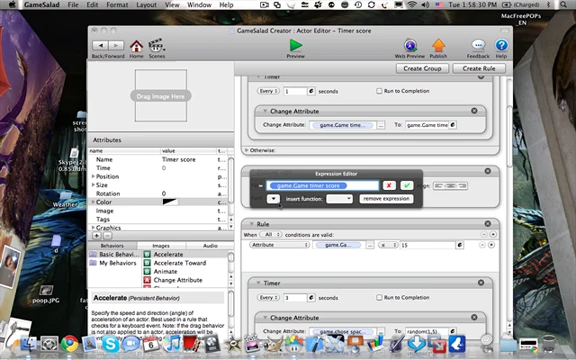 GameSalad File Edit Format Layout View Window Help
Tue 1:58:30 PM (Charged)
GameSalad Creator : Actor Editor - Timer score
MacFreePOPs
_EN
Back/Forward Home Scenes Preview Web Preview Publish Feedback Help
Create Group Create Rule
Drag Image Here
Timer
Every 1 seconds Run to Completion
Change Attribute
Change Attribute: game.Game time... To: game.Game time
Otherwise:
Attributes
Name value
Name Timer score
Time 0
Position
Size
Rotation 0
Color
Image
Tags
Graphics
Expression Editor
= game.Game timer score
insert function: remove expression
Rule
When All conditions are valid:
Attribute game.Ga... ≤ 15
Behaviors Images
Basic Behav...
My Behaviors
Accelerate
Accelerate Toward
Animate
Change Attribute
Accelerate (Persistent Behavior)
Specify the speed and direction (angle) of
acceleration of an actor. Best used in a rule that
checks for a keyboard event. Note: If the drag behavior
Timer
Every 3 seconds Run to Completion
Change Attribute
Change Attribute: game.chose spac... To: random(1,5)
Weather
poop.JPG